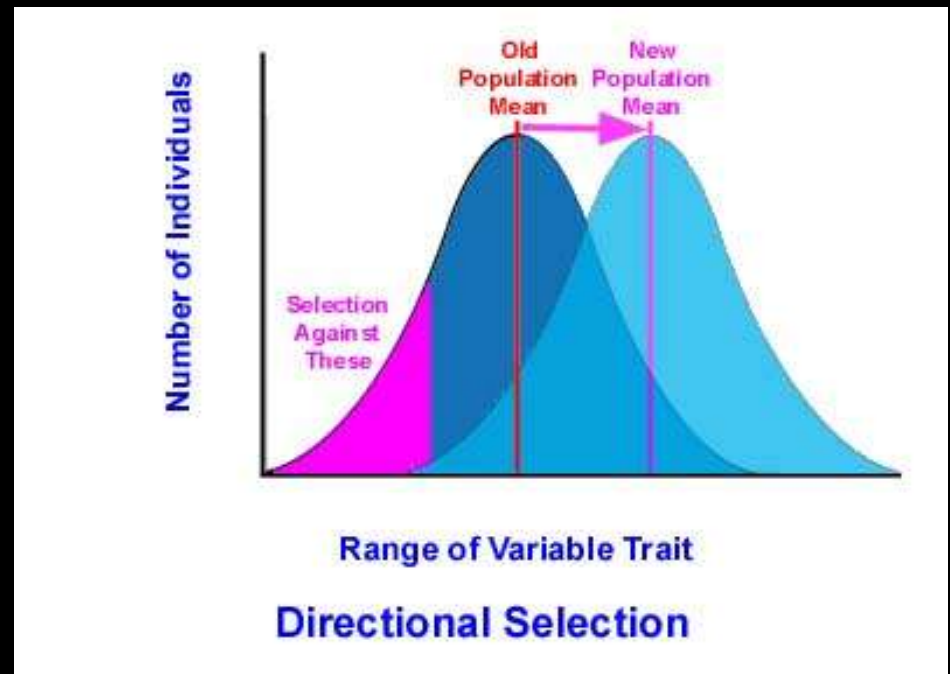 Old
Population
Mean
New
Population
Mean
Number of Individuals
Selection
Against
These
Range of Variable Trait
Directional Selection